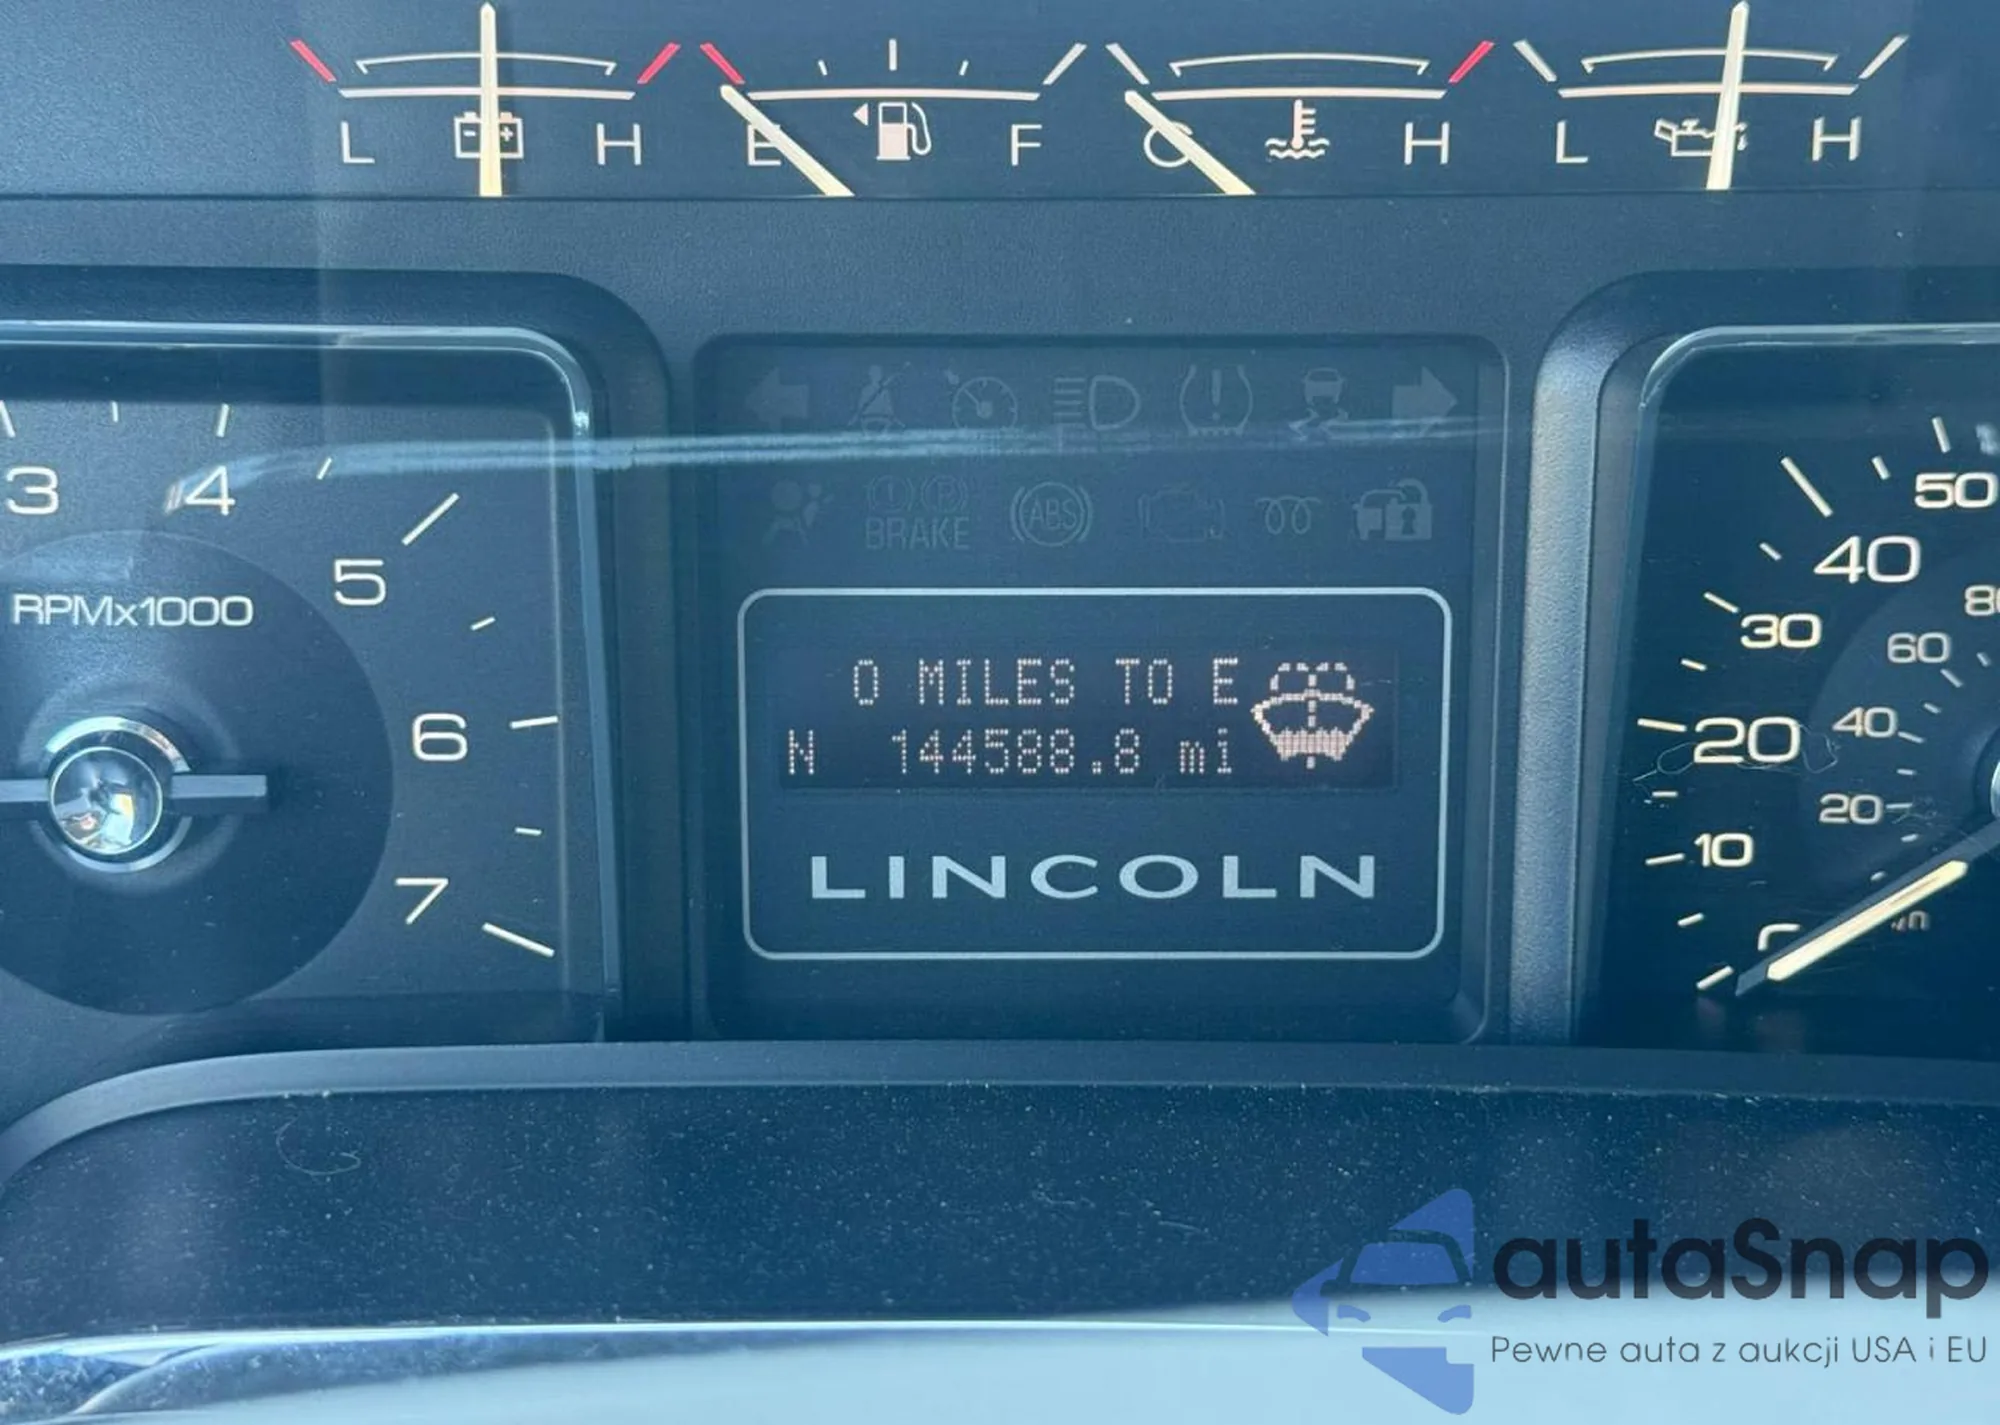 L H E F C H L H
3 4 5 6 7
RPMx1000
BRAKE
ABS
0 MILES TO E
N 144588.8 mi
LINCOLN
50
40
30
20
10
80
60
40
20
autaSnap
Pewne auta z aukcji USA i EU